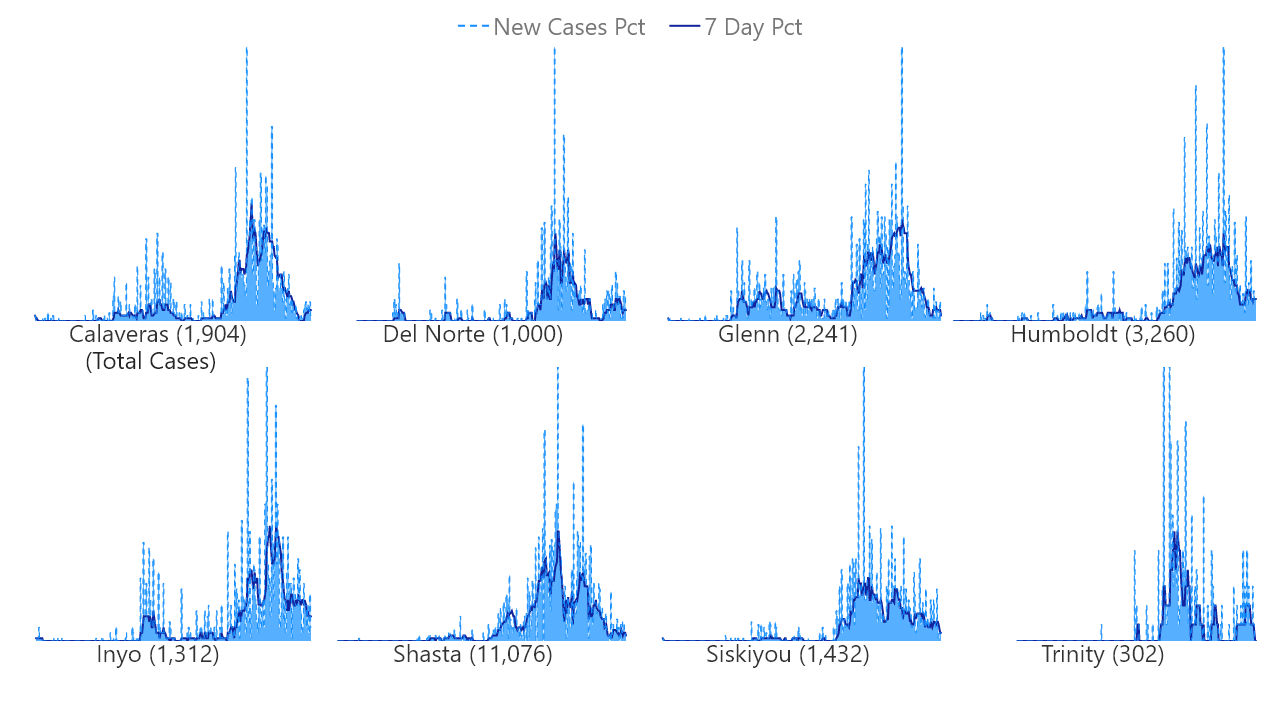 New Cases Pct 7 Day Pct
Calaveras (1,904)
(Total Cases)
Del Norte (1,000)
Glenn (2,241)
Humboldt (3,260)
Inyo (1,312)
Shasta (11,076)
Siskiyou (1,432)
Trinity (302)